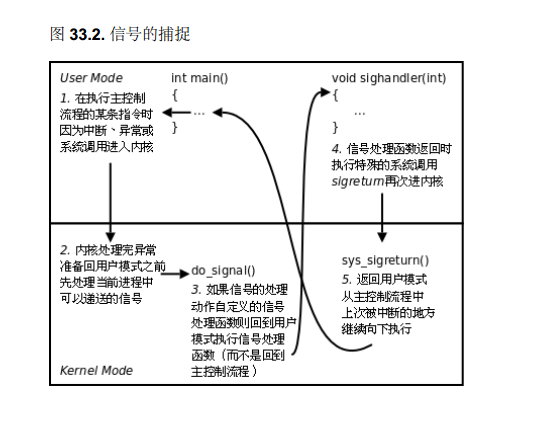 图 33.2. 信号的捕捉
User Mode
1. 在执行主控制
流程的某条指令时
因为中断、异常或
系统调用进入内核
int main()
{
...
}
void sighandler(int)
{
...
}
4. 信号处理函数返回时
执行特殊的系统调用
sigreturn再次进内核
2. 内核处理完异常
准备回用户模式之前
先处理当前进程中
可以递送的信号
do_signal()
3. 如果信号的处理
动作自定义的信号
处理函数则回到用户
模式执行信号处理
函数（而不是回到
主控制流程）
sys_sigreturn()
5. 返回用户模式
从主控制流程中
上次被中断的地方
继续向下执行
Kernel Mode